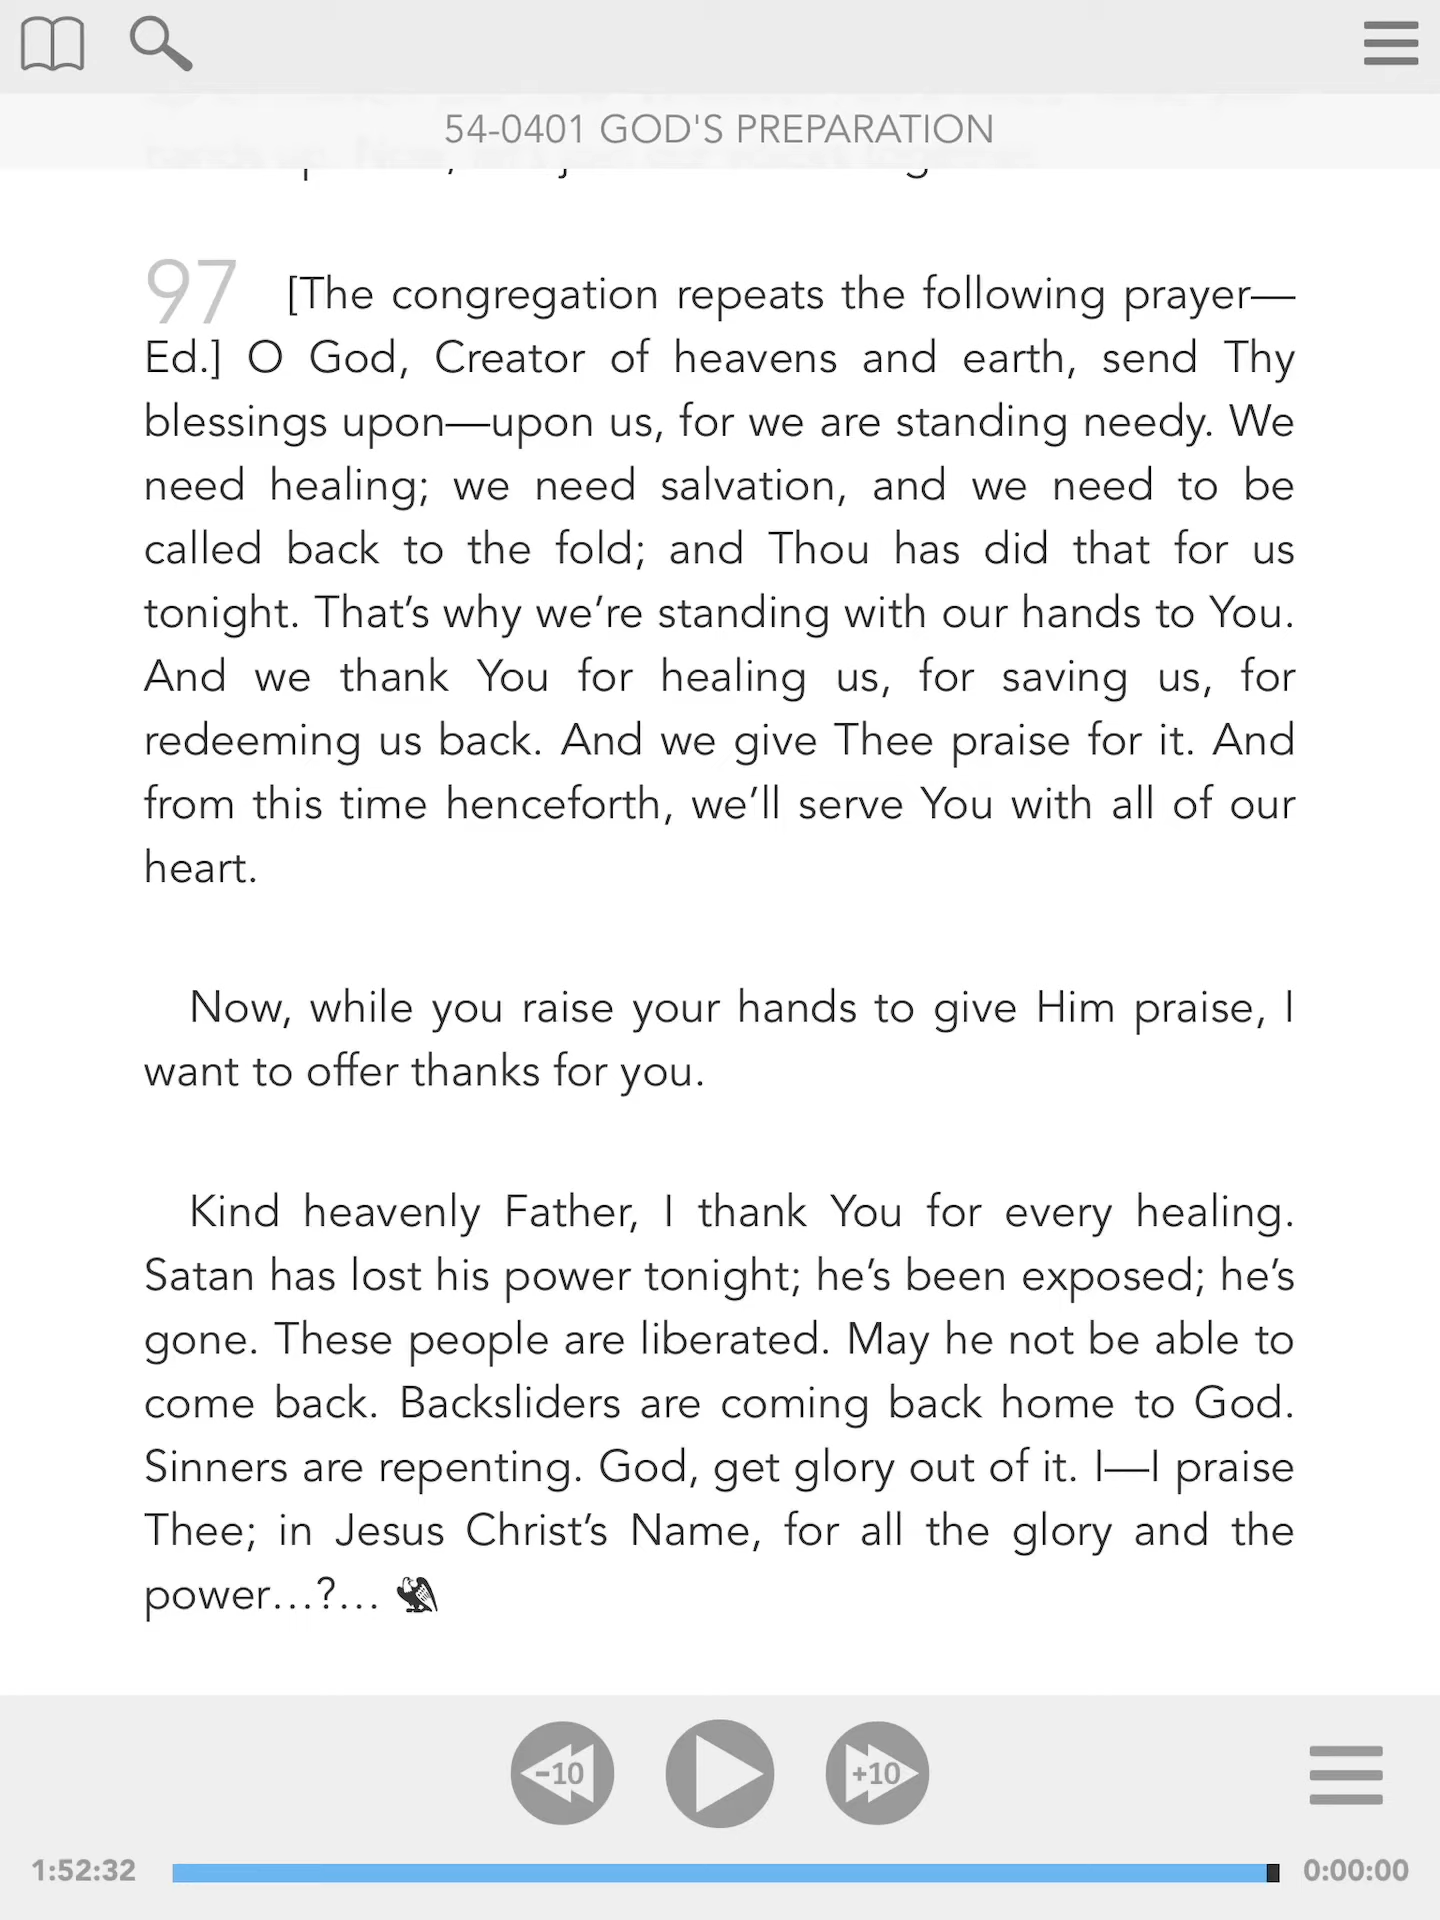 54-0401 GOD'S PREPARATION
97 [The congregation repeats the following prayer—
Ed.] O God, Creator of heavens and earth, send Thy
blessings upon—upon us, for we are standing needy. We
need healing; we need salvation, and we need to be
called back to the fold; and Thou has did that for us
tonight. That’s why we’re standing with our hands to You.
And we thank You for healing us, for saving us, for
redeeming us back. And we give Thee praise for it. And
from this time henceforth, we’ll serve You with all of our
heart.
Now, while you raise your hands to give Him praise, I
want to offer thanks for you.
Kind heavenly Father, I thank You for every healing.
Satan has lost his power tonight; he’s been exposed; he’s
gone. These people are liberated. May he not be able to
come back. Backsliders are coming back home to God.
Sinners are repenting. God, get glory out of it. I—I praise
Thee; in Jesus Christ’s Name, for all the glory and the
power…?…
-10 +10
1:52:32 0:00:00